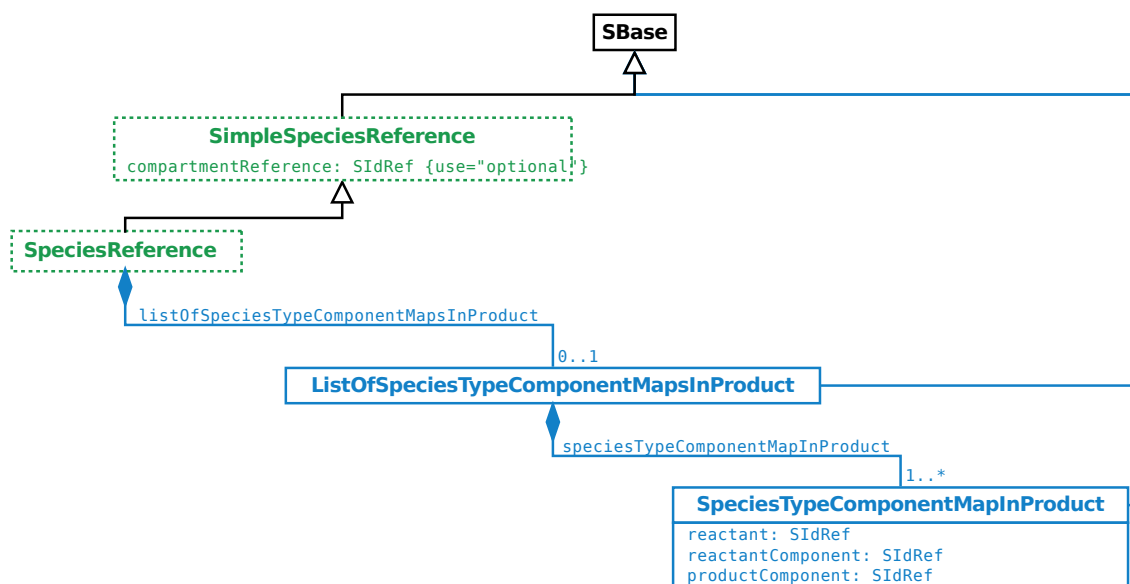 SBase
SimpleSpeciesReference
compartmentReference: SIdRef {use="optional"}
SpeciesReference
listOfSpeciesTypeComponentMapsInProduct
0..1
ListOfSpeciesTypeComponentMapsInProduct
speciesTypeComponentMapInProduct
1..*
SpeciesTypeComponentMapInProduct
reactant: SIdRef
reactantComponent: SIdRef
productComponent: SIdRef